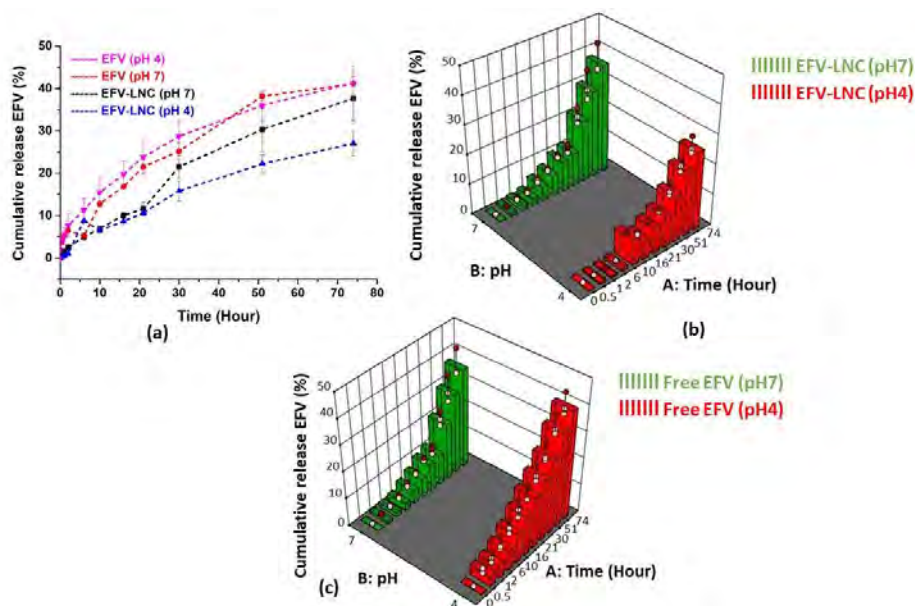 (a)
50
40
30
20
10
0
Cumulative release EFV (%)
EFV (pH 4)
EFV (pH 7)
EFV-LNC (pH 7)
EFV-LNC (pH 4)
0 10 20 30 40 50 60 70 80
Time (Hour)
(b)
50
40
30
20
10
0
Cumulative release EFV (%)
7
4
B: pH
0 0.5 1 2 6 10 16 21 30 51 74
A: Time (Hour)
EFV-LNC (pH7)
EFV-LNC (pH4)
(c)
50
40
30
20
10
0
Cumulative release EFV (%)
7
4
B: pH
0 0.5 1 2 6 10 16 21 30 51 74
A: Time (Hour)
Free EFV (pH7)
Free EFV (pH4)